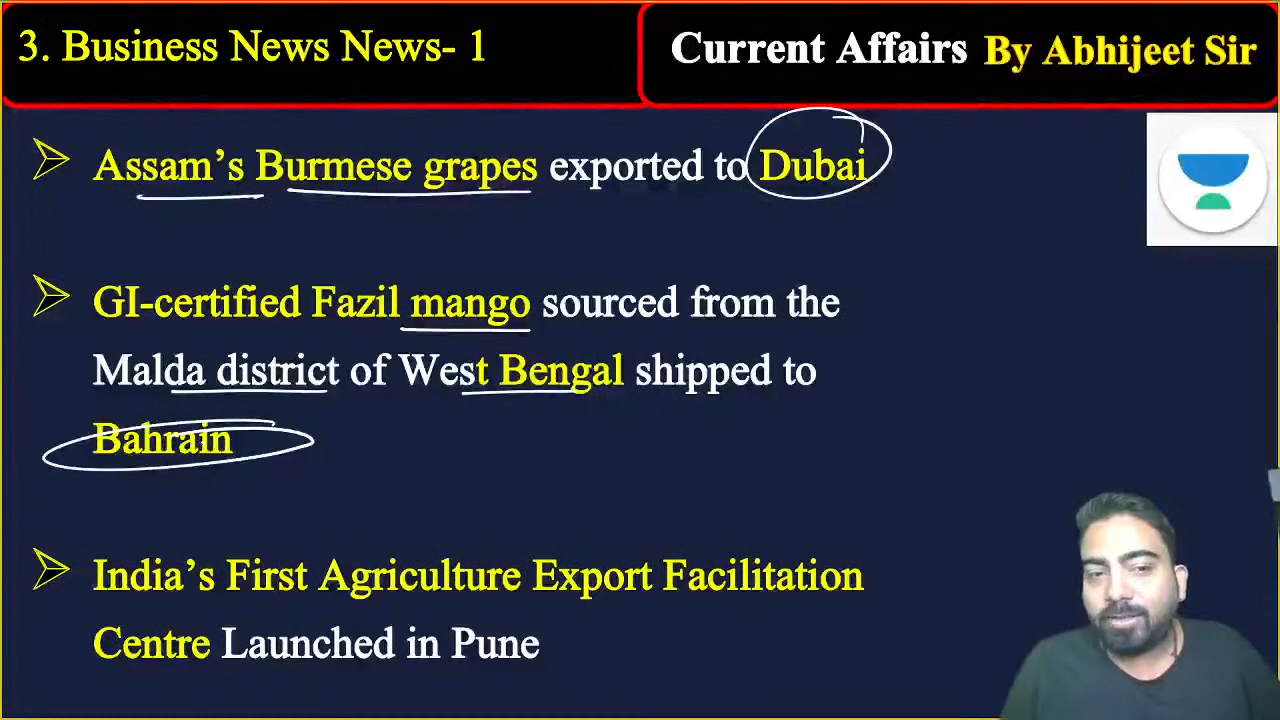 3. Business News News- 1
Current Affairs By Abhijeet Sir
Assam’s Burmese grapes exported to Dubai
GI-certified Fazil mango sourced from the
Malda district of West Bengal shipped to
Bahrain
India’s First Agriculture Export Facilitation
Centre Launched in Pune